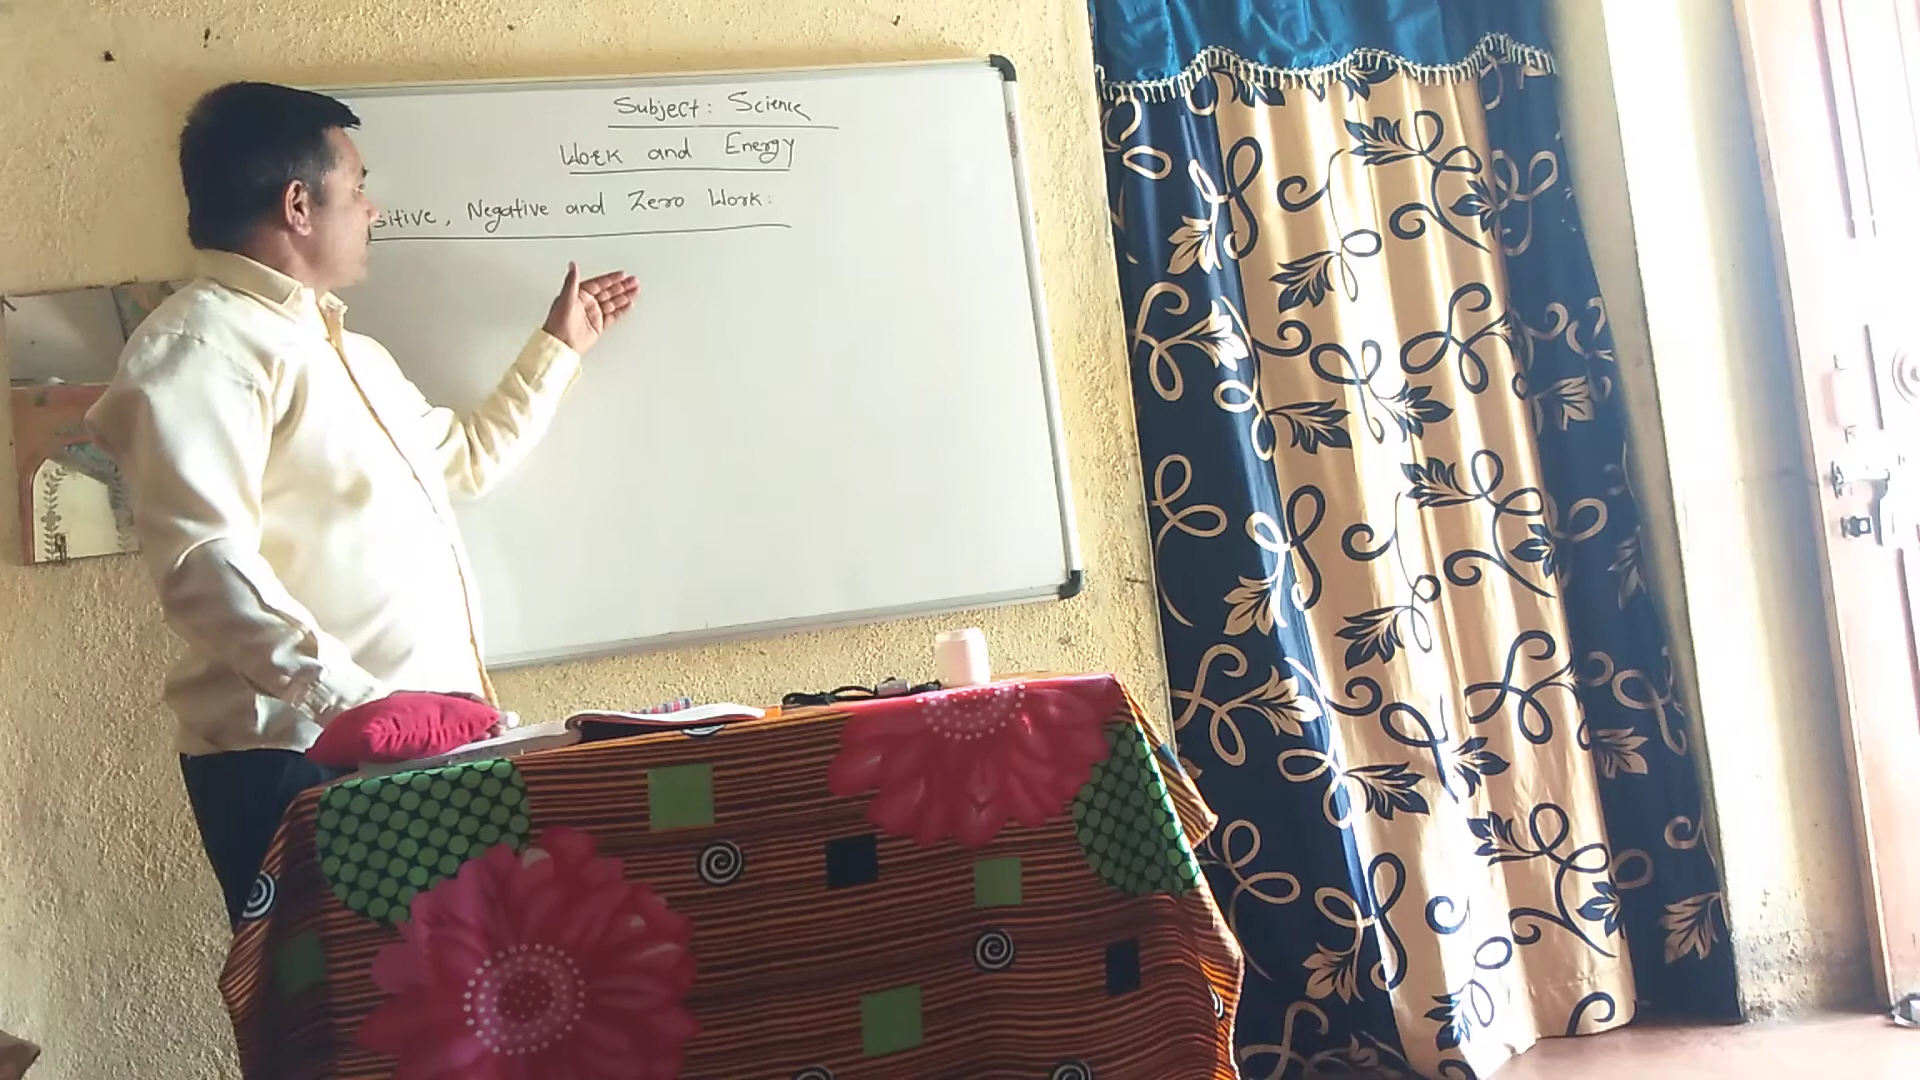 Subject: Science
Work and Energy
sitive, Negative and Zero Work: